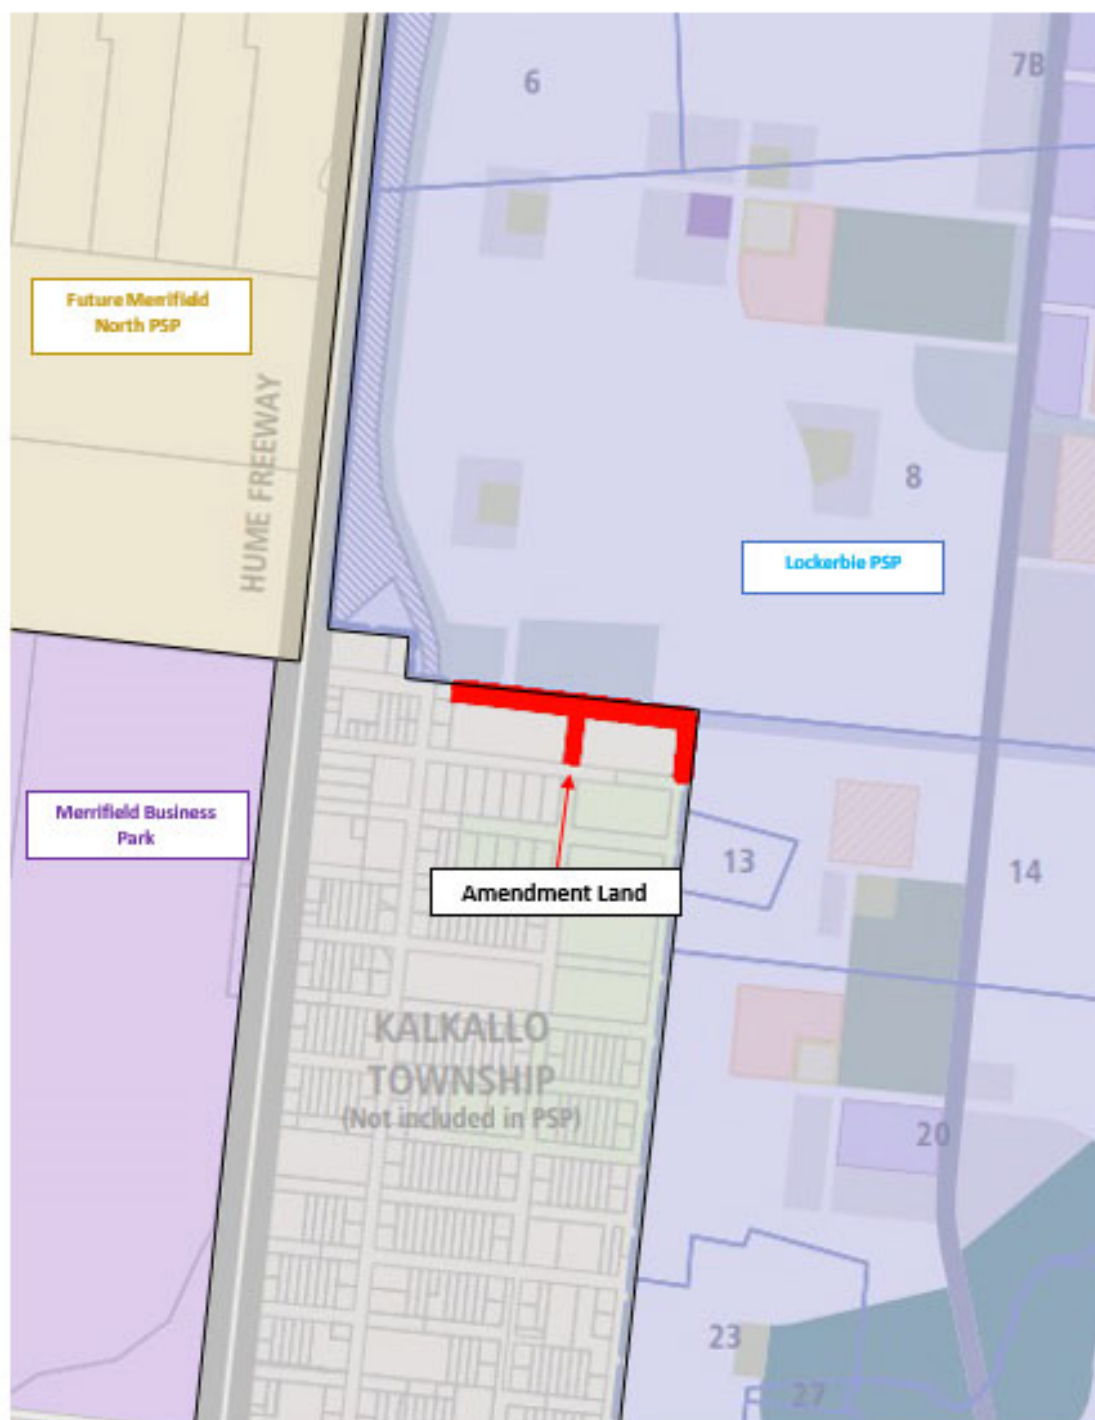 6
7B
Future Merrifield
North PSP
HUME FREEWAY
8
Lockerbie PSP
Merrifield Business
Park
13
14
Amendment Land
KALKALLO
TOWNSHIP
(Not included in PSP)
20
23
27